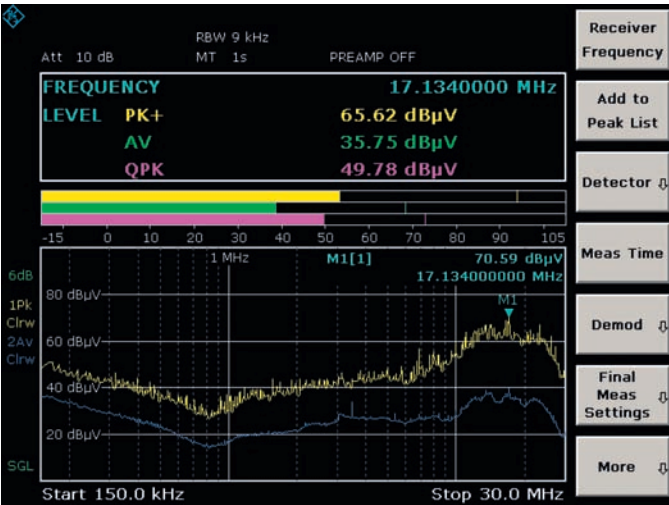 RBW 9 kHz
Att 10 dB MT 1s PREAMP OFF
FREQUENCY 17.1340000 MHz
LEVEL PK+ 65.62 dBµV
AV 35.75 dBµV
QPK 49.78 dBµV
-15 0 10 20 30 40 50 60 70 80 90 105
1 MHz M1[1] 70.59 dBµV
17.134000000 MHz
6dB
80 dBµV
M1
1Pk
Clrw
2Av
Clrw
60 dBµV
40 dBµV
20 dBµV
SGL
Start 150.0 kHz Stop 30.0 MHz
Receiver
Frequency
Add to
Peak List
Detector
Meas Time
Demod
Final
Meas
Settings
More